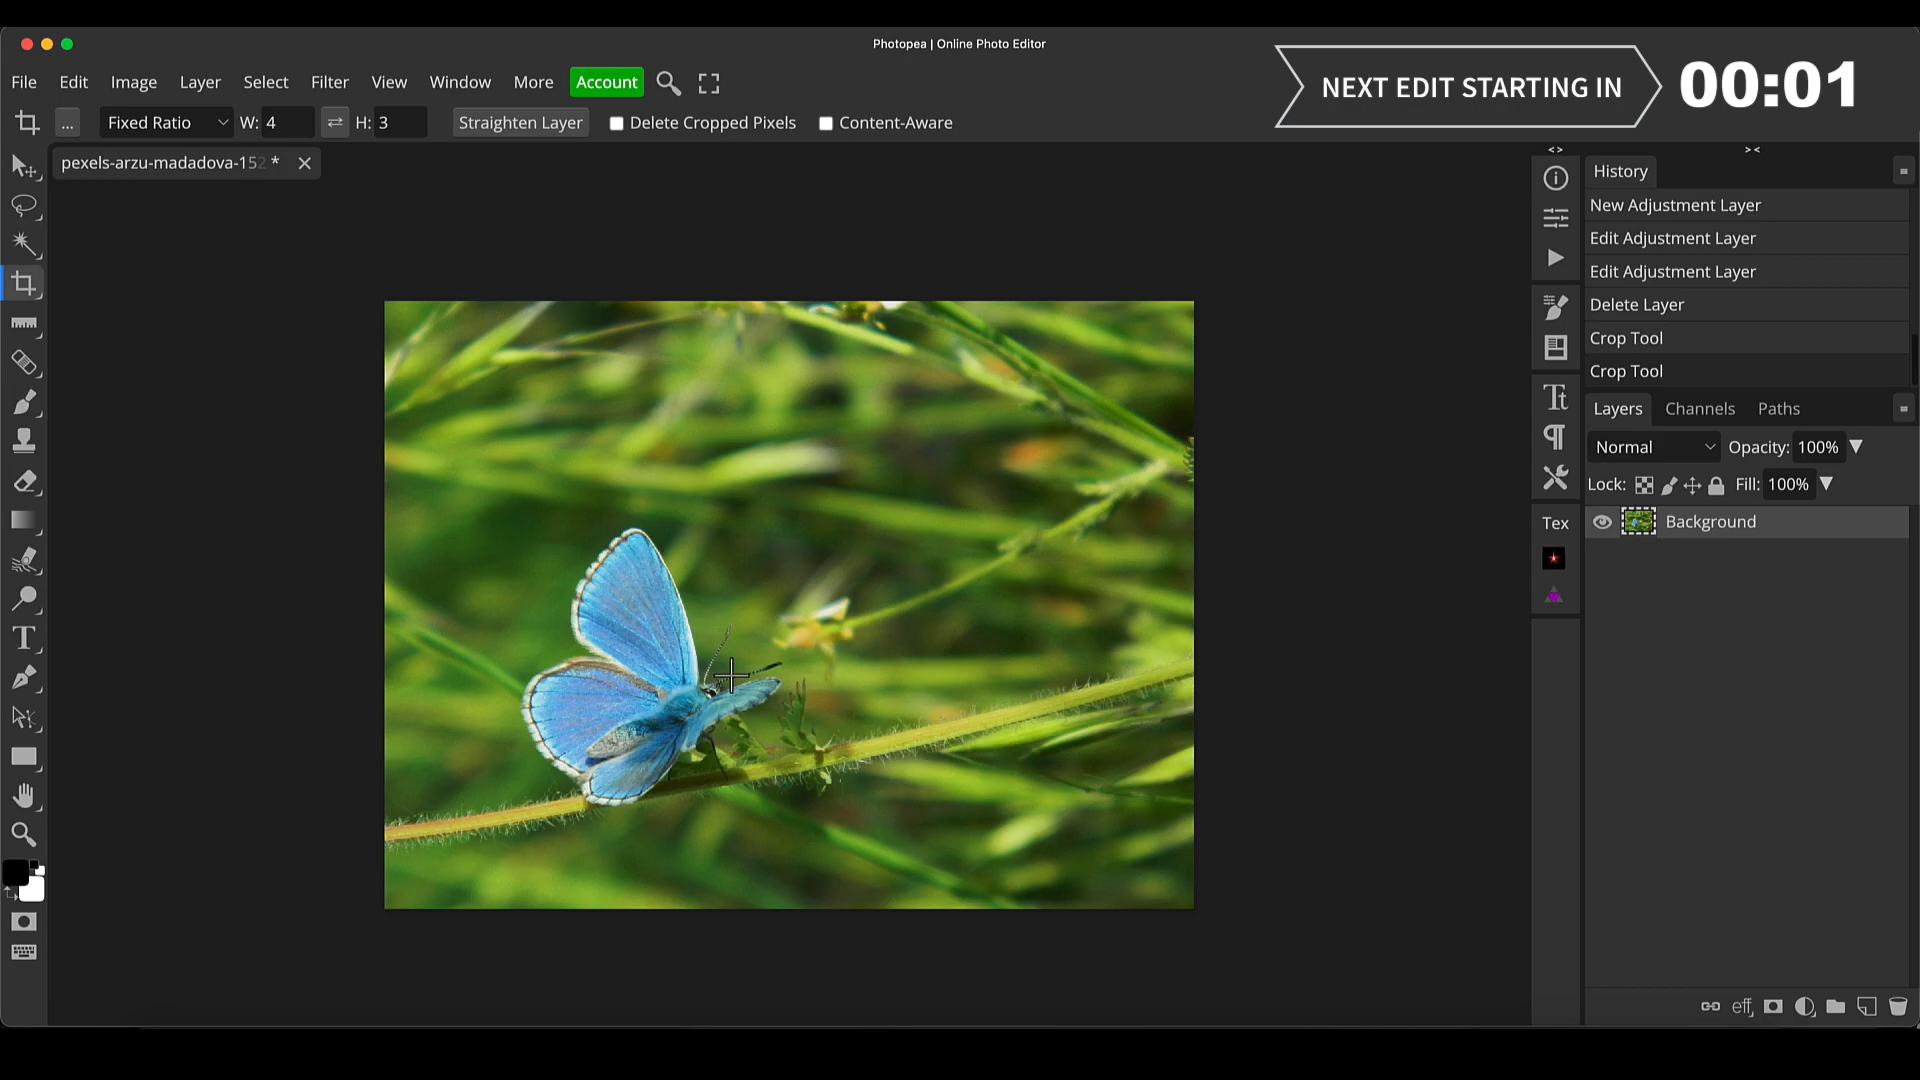 Photopea | Online Photo Editor
NEXT EDIT STARTING IN 00:01
File Edit Image Layer Select Filter View Window More Account
... Fixed Ratio W: 4 H: 3 Straighten Layer Delete Cropped Pixels Content-Aware
pexels-arzu-madadova-152 *
History
New Adjustment Layer
Edit Adjustment Layer
Edit Adjustment Layer
Delete Layer
Crop Tool
Crop Tool
Layers Channels Paths
Normal Opacity: 100%
Lock: Fill: 100%
Background
Tex
eff